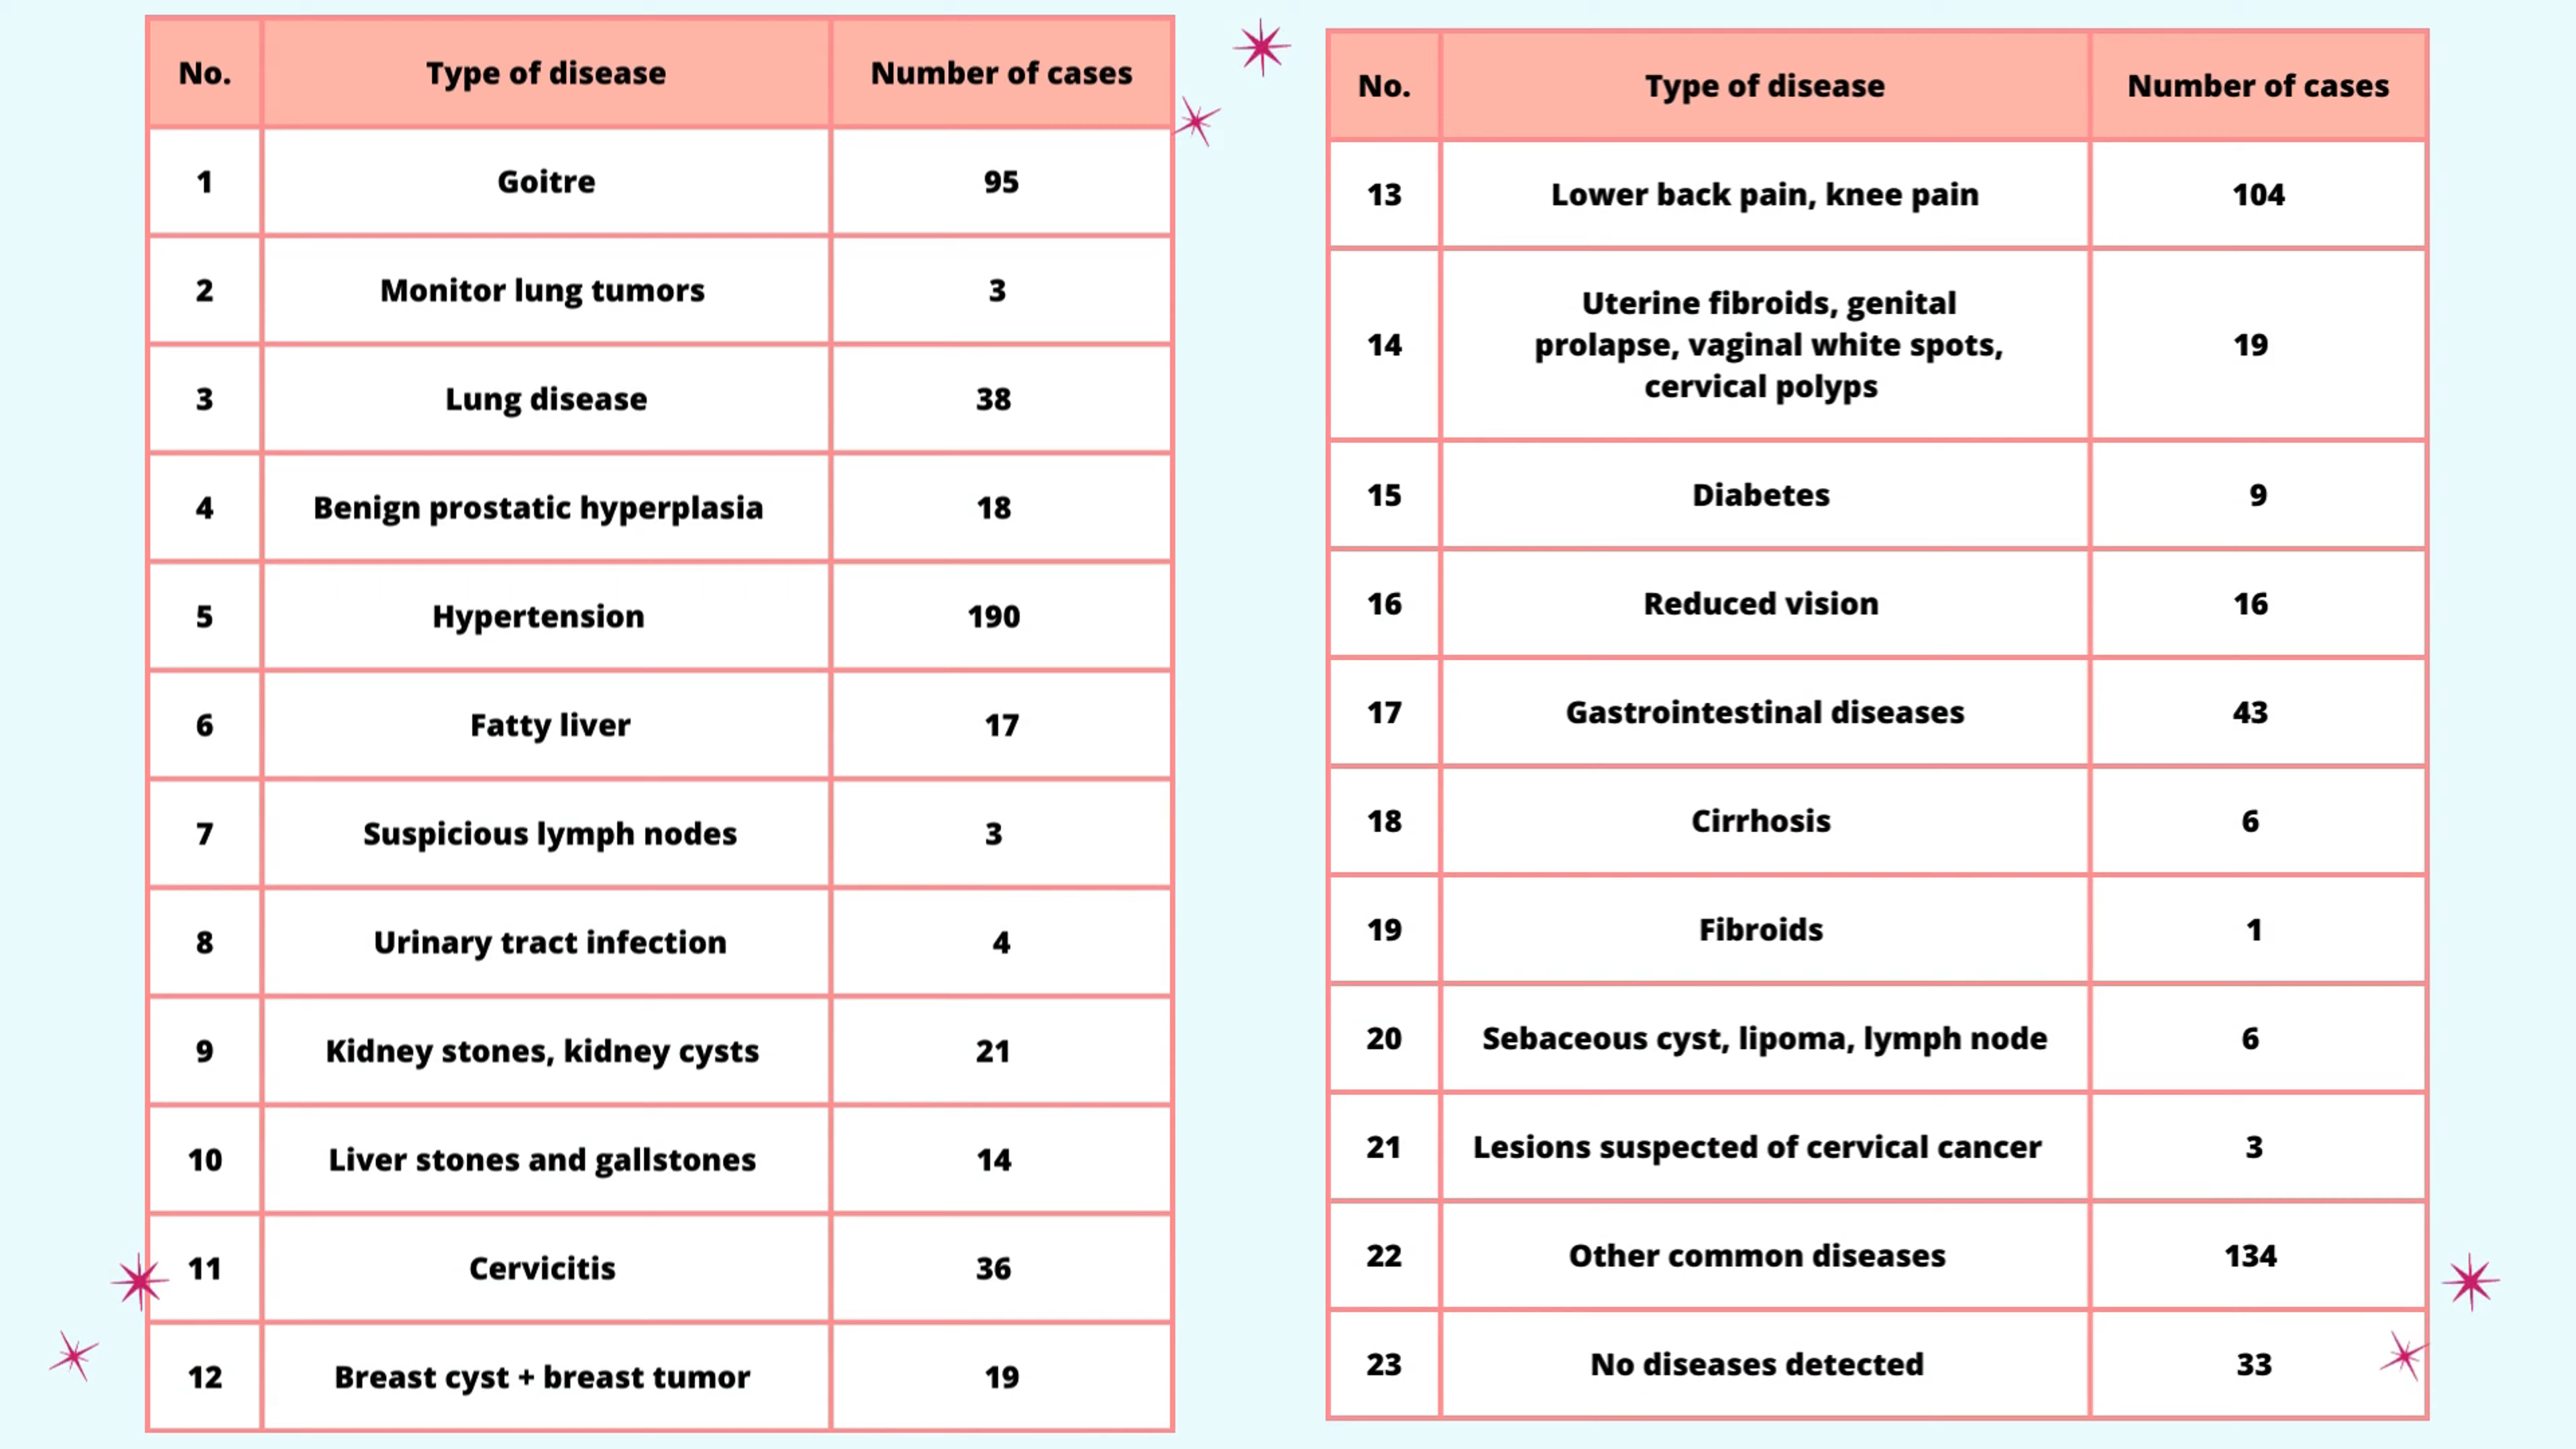 No. Type of disease Number of cases
1 Goitre 95
2 Monitor lung tumors 3
3 Lung disease 38
4 Benign prostatic hyperplasia 18
5 Hypertension 190
6 Fatty liver 17
7 Suspicious lymph nodes 3
8 Urinary tract infection 4
9 Kidney stones, kidney cysts 21
10 Liver stones and gallstones 14
11 Cervicitis 36
12 Breast cyst + breast tumor 19
No. Type of disease Number of cases
13 Lower back pain, knee pain 104
Uterine fibroids, genital
14 prolapse, vaginal white spots, 19
cervical polyps
15 Diabetes 9
16 Reduced vision 16
17 Gastrointestinal diseases 43
18 Cirrhosis 6
19 Fibroids 1
20 Sebaceous cyst, lipoma, lymph node 6
21 Lesions suspected of cervical cancer 3
22 Other common diseases 134
23 No diseases detected 33